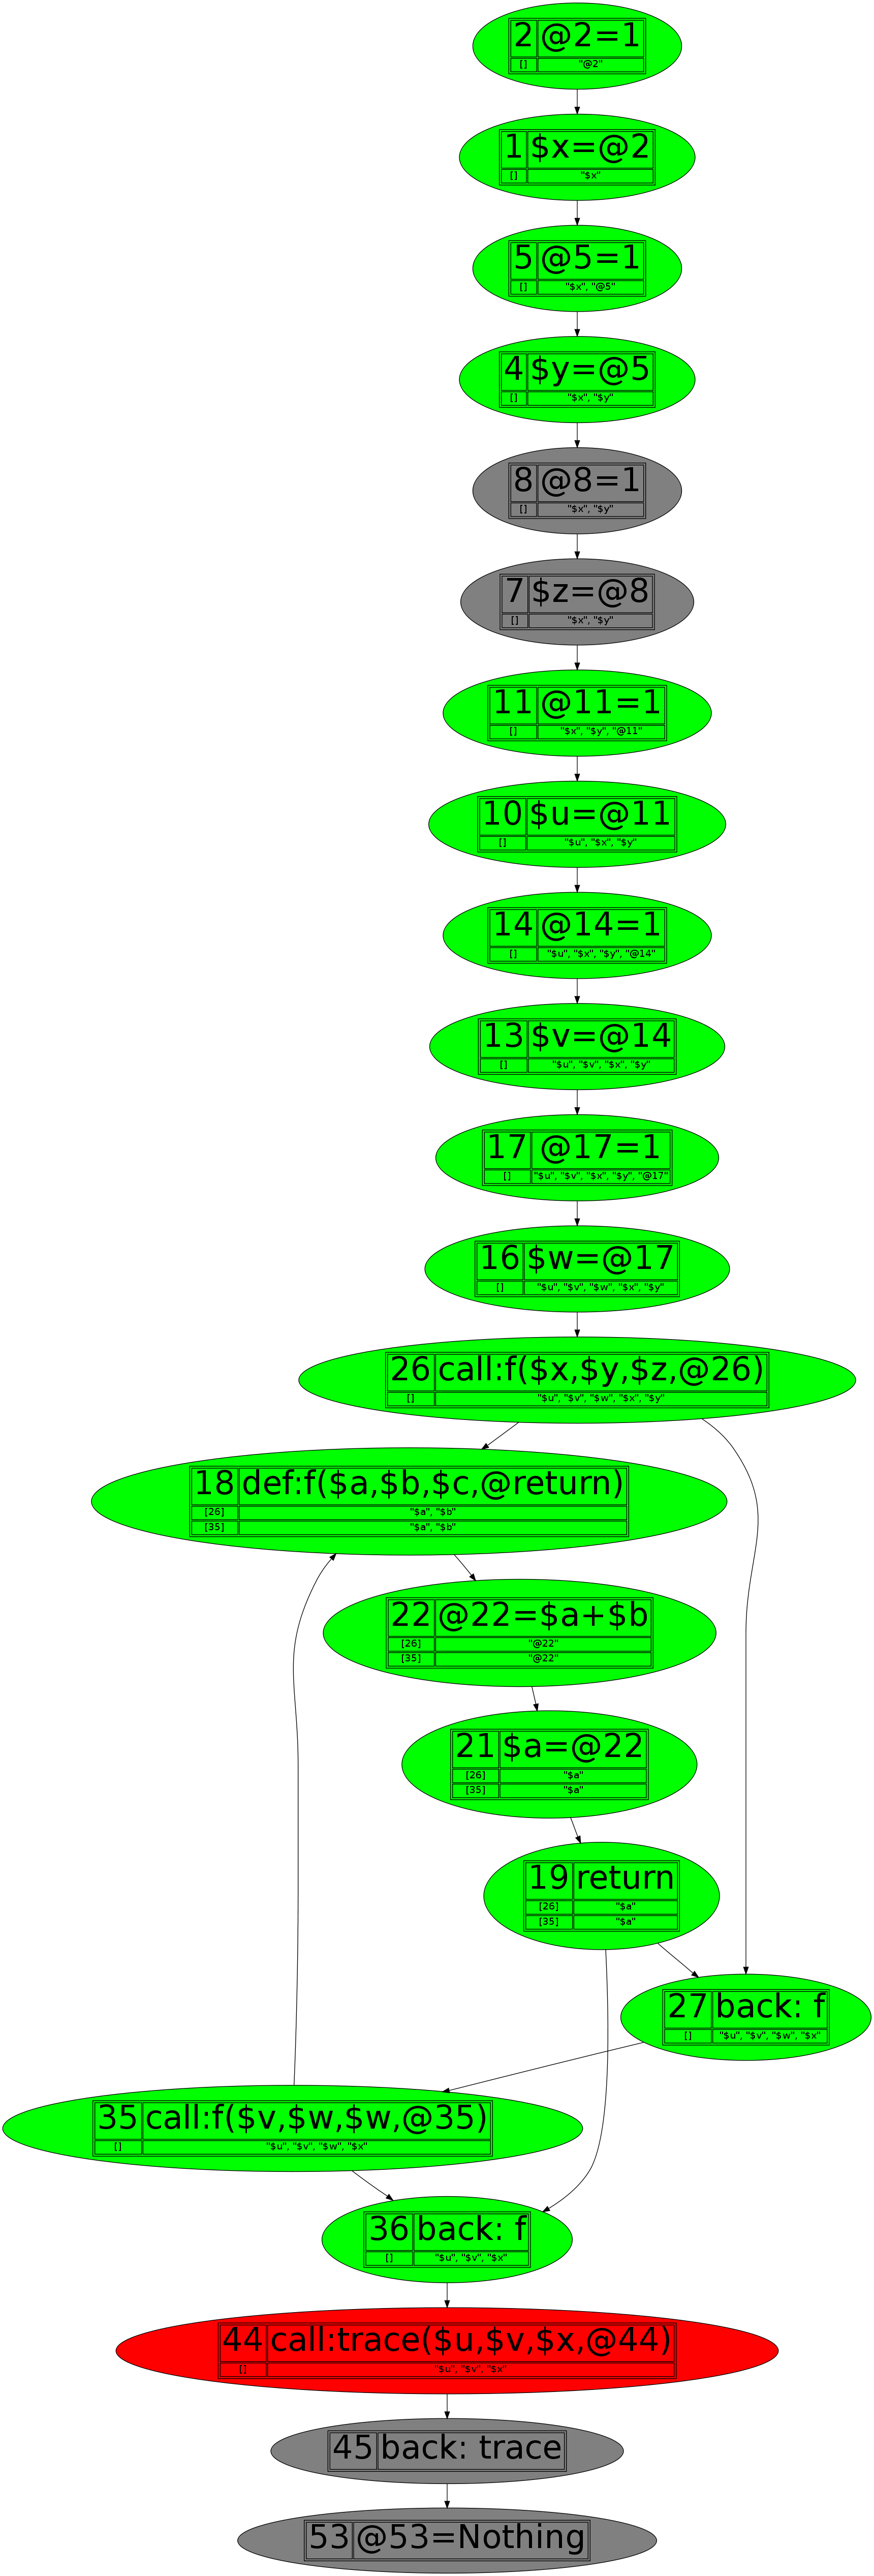 2 @2=1
[] "@2"
1 $x=@2
[] "$x"
5 @5=1
[] "$x", "@5"
4 $y=@5
[] "$x", "$y"
8 @8=1
[] "$x", "$y"
7 $z=@8
[] "$x", "$y"
11 @11=1
[] "$x", "$y", "@11"
10 $u=@11
[] "$u", "$x", "$y"
14 @14=1
[] "$u", "$x", "$y", "@14"
13 $v=@14
[] "$u", "$v", "$x", "$y"
17 @17=1
[] "$u", "$v", "$x", "$y", "@17"
16 $w=@17
[] "$u", "$v", "$w", "$x", "$y"
26 call:f($x,$y,$z,@26)
[] "$u", "$v", "$w", "$x", "$y"
18 def:f($a,$b,$c,@return)
[26] "$a", "$b"
[35] "$a", "$b"
22 @22=$a+$b
[26] "@22"
[35] "@22"
21 $a=@22
[26] "$a"
[35] "$a"
19 return
[26] "$a"
[35] "$a"
27 back: f
[] "$u", "$v", "$w", "$x"
35 call:f($v,$w,$w,@35)
[] "$u", "$v", "$w", "$x"
36 back: f
[] "$u", "$v", "$x"
44 call:trace($u,$v,$x,@44)
[] "$u", "$v", "$x"
45 back: trace
53 @53=Nothing